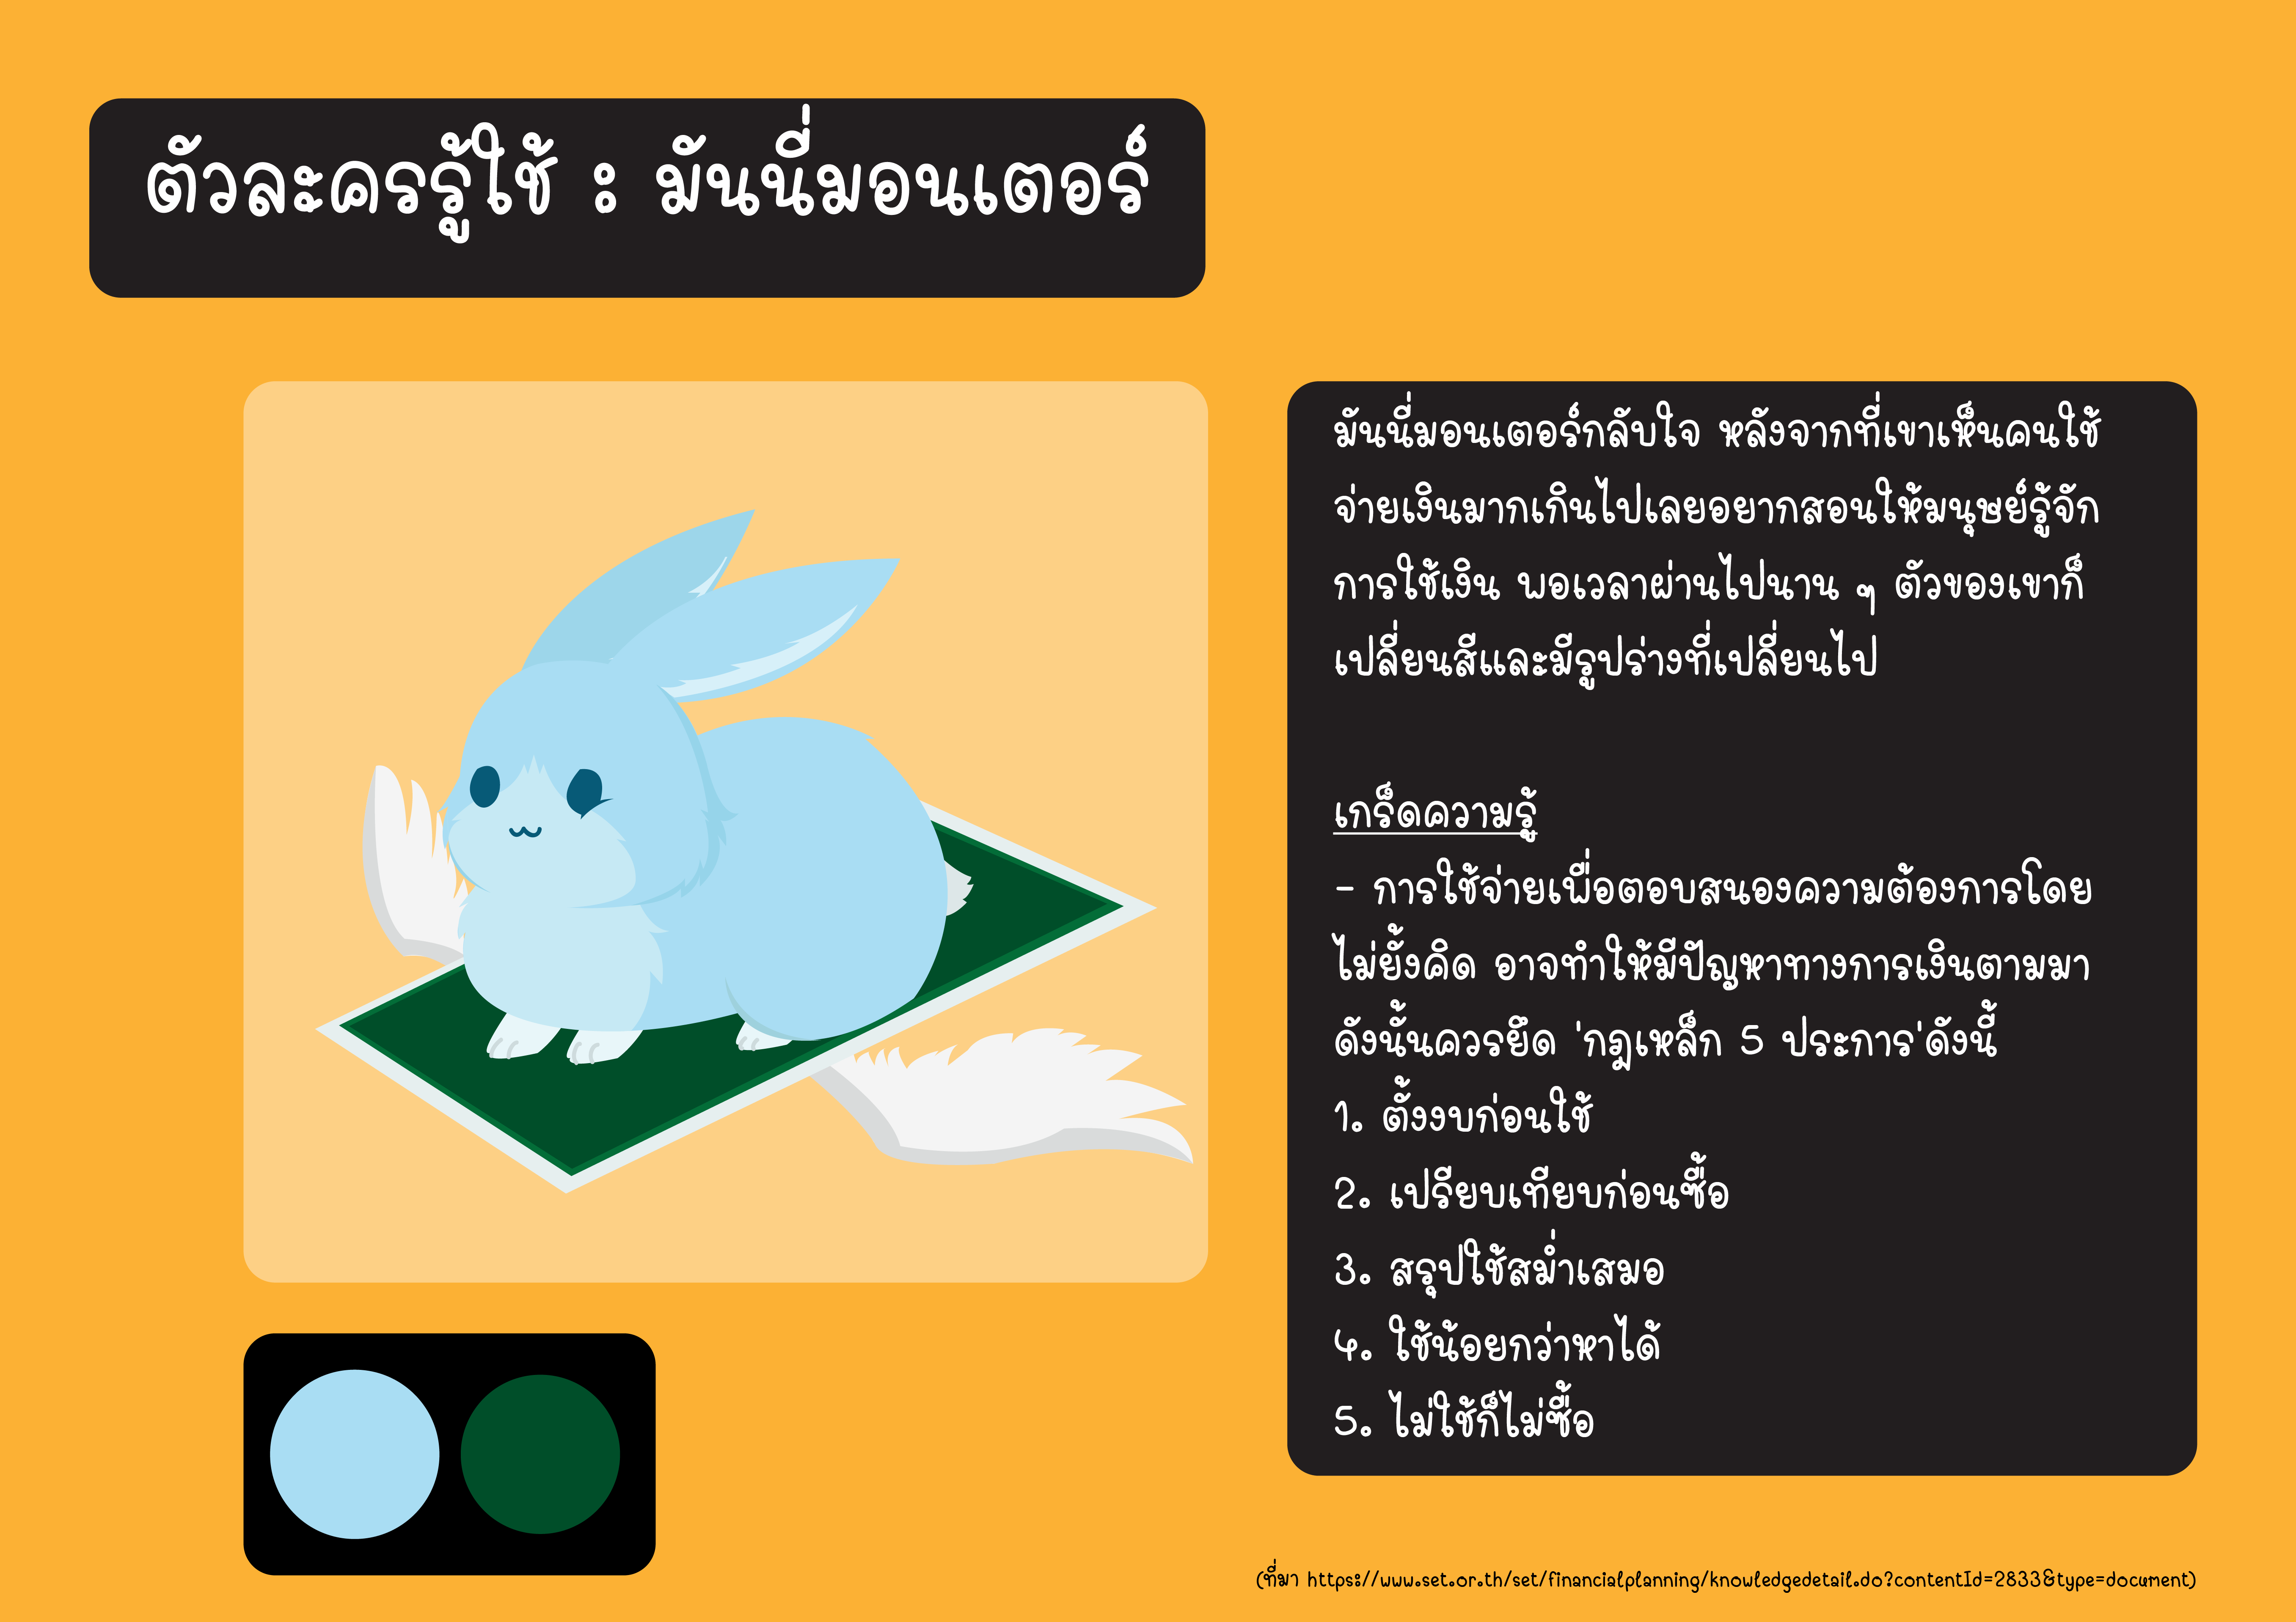 ตัวละครรู้ใช้ : มันนี่มอนเตอร์
มันนี่มอนเตอร์กลับใจ หลังจากที่เขาเห็นคนใช้
จ่ายเงินมากเกินไปเลยอยากสอนให้มนุษย์รู้จัก
การใช้เงิน พอเวลาผ่านไปนาน ๆ ตัวของเขาก็
เปลี่ยนสีและมีรูปร่างที่เปลี่ยนไป
เกร็ดความรู้
- การใช้จ่ายเพื่อตอบสนองความต้องการโดย
ไม่ยั้งคิด อาจทำให้มีปัญหาทางการเงินตามมา
ดังนั้นควรยึด 'กฎเหล็ก 5 ประการ'ดังนี้
1. ตั้งงบก่อนใช้
2. เปรียบเทียบก่อนซื้อ
3. สรุปใช้สม่ำเสมอ
4. ใช้น้อยกว่าหาได้
5. ไม่ใช้ก็ไม่ซื้อ
(ที่มา https://www.set.or.th/set/financialplanning/knowledgedetail.do?contentId=2833&type=document)